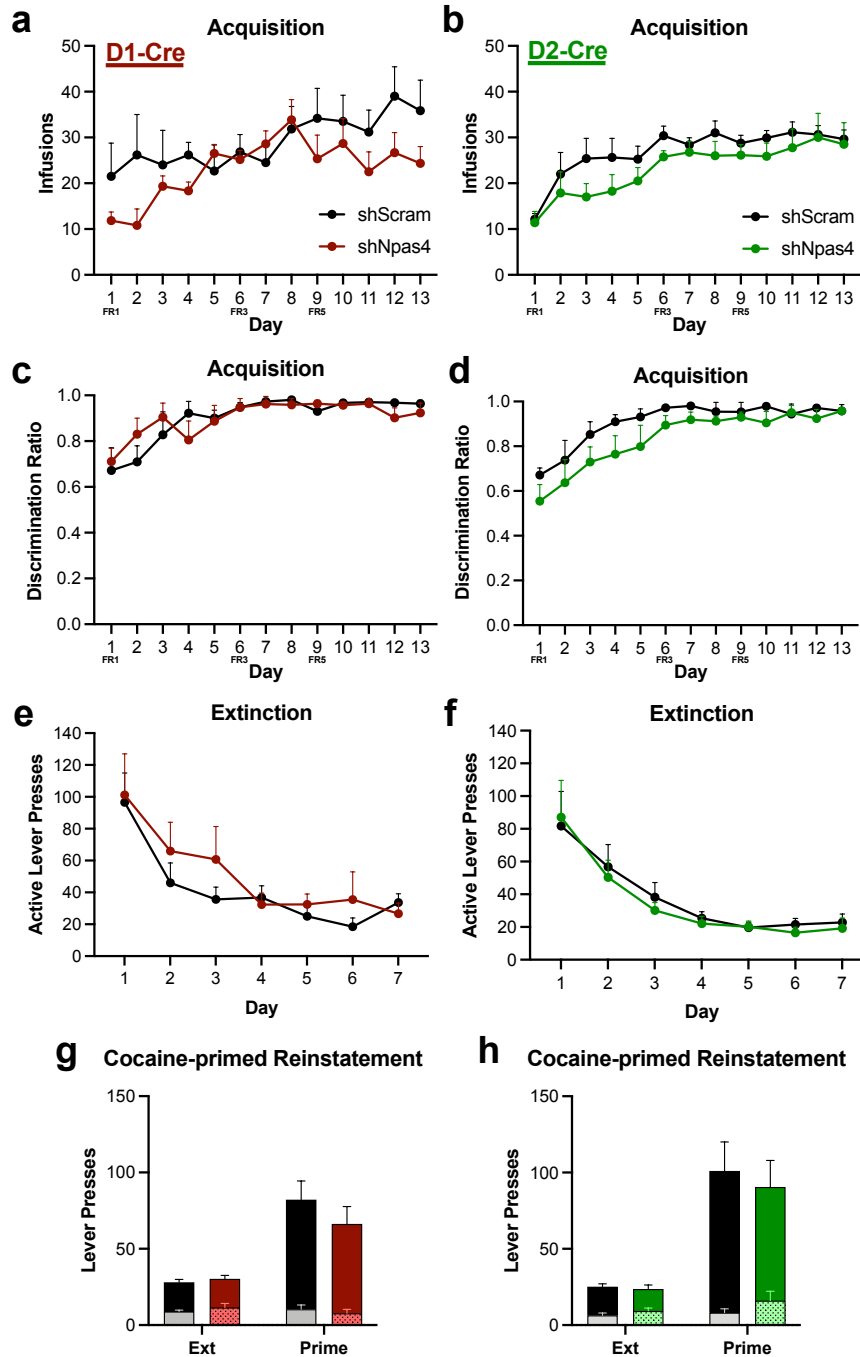 a
Acquisition
D1-Cre
Infusions
50
40
30
20
10
0
shScram
shNpas4
1 2 3 4 5 6 7 8 9 10 11 12 13
FR1 FR3 FR5
Day
b
Acquisition
D2-Cre
Infusions
50
40
30
20
10
0
shScram
shNpas4
1 2 3 4 5 6 7 8 9 10 11 12 13
FR1 FR3 FR5
Day
c
Acquisition
Discrimination Ratio
1.0
0.8
0.6
0.4
0.2
0.0
1 2 3 4 5 6 7 8 9 10 11 12 13
FR1 FR3 FR5
Day
d
Acquisition
Discrimination Ratio
1.0
0.8
0.6
0.4
0.2
0.0
1 2 3 4 5 6 7 8 9 10 11 12 13
FR1 FR3 FR5
Day
e
Extinction
Active Lever Presses
140
120
100
80
60
40
20
0
1 2 3 4 5 6 7
Day
f
Extinction
Active Lever Presses
140
120
100
80
60
40
20
0
1 2 3 4 5 6 7
Day
g
Cocaine-primed Reinstatement
Lever Presses
150
100
50
0
Ext Prime
h
Cocaine-primed Reinstatement
Lever Presses
150
100
50
0
Ext Prime